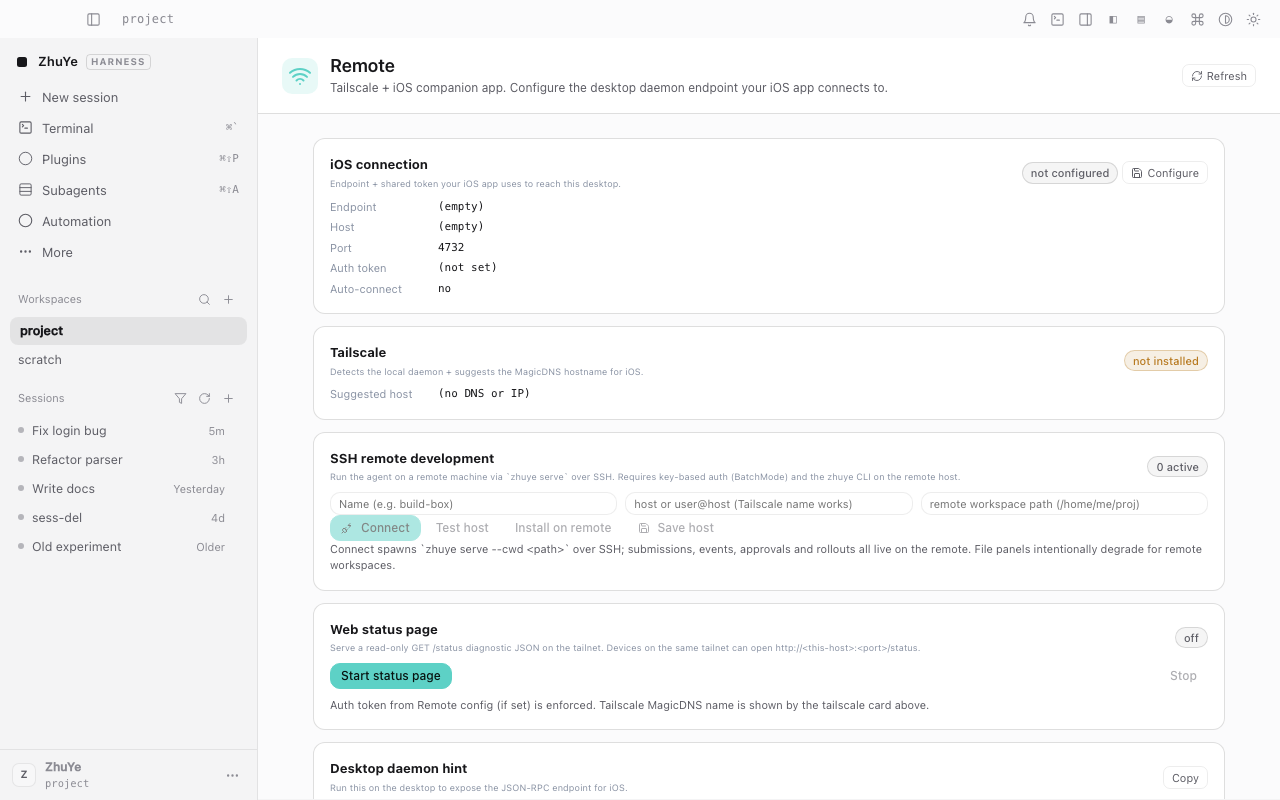 project
ZhuYe HARNESS
New session
Terminal ⌘`
Plugins ⌘⇧P
Subagents ⌘⇧A
Automation
More
Workspaces
project
scratch
Sessions
Fix login bug 5m
Refactor parser 3h
Write docs Yesterday
sess-del 4d
Old experiment Older
Z
ZhuYe
project
Remote
Tailscale + iOS companion app. Configure the desktop daemon endpoint your iOS app connects to.
Refresh
iOS connection
Endpoint + shared token your iOS app uses to reach this desktop.
not configured
Configure
Endpoint (empty)
Host (empty)
Port 4732
Auth token (not set)
Auto-connect no
Tailscale
Detects the local daemon + suggests the MagicDNS hostname for iOS.
not installed
Suggested host (no DNS or IP)
SSH remote development
Run the agent on a remote machine via `zhuye serve` over SSH. Requires key-based auth (BatchMode) and the zhuye CLI on the remote host.
0 active
Name (e.g. build-box) host or user@host (Tailscale name works) remote workspace path (/home/me/proj)
Connect Test host Install on remote Save host
Connect spawns `zhuye serve --cwd <path>` over SSH; submissions, events, approvals and rollouts all live on the remote. File panels intentionally degrade for remote
workspaces.
Web status page
Serve a read-only GET /status diagnostic JSON on the tailnet. Devices on the same tailnet can open http://<this-host>:<port>/status.
off
Start status page Stop
Auth token from Remote config (if set) is enforced. Tailscale MagicDNS name is shown by the tailscale card above.
Desktop daemon hint
Run this on the desktop to expose the JSON-RPC endpoint for iOS.
Copy